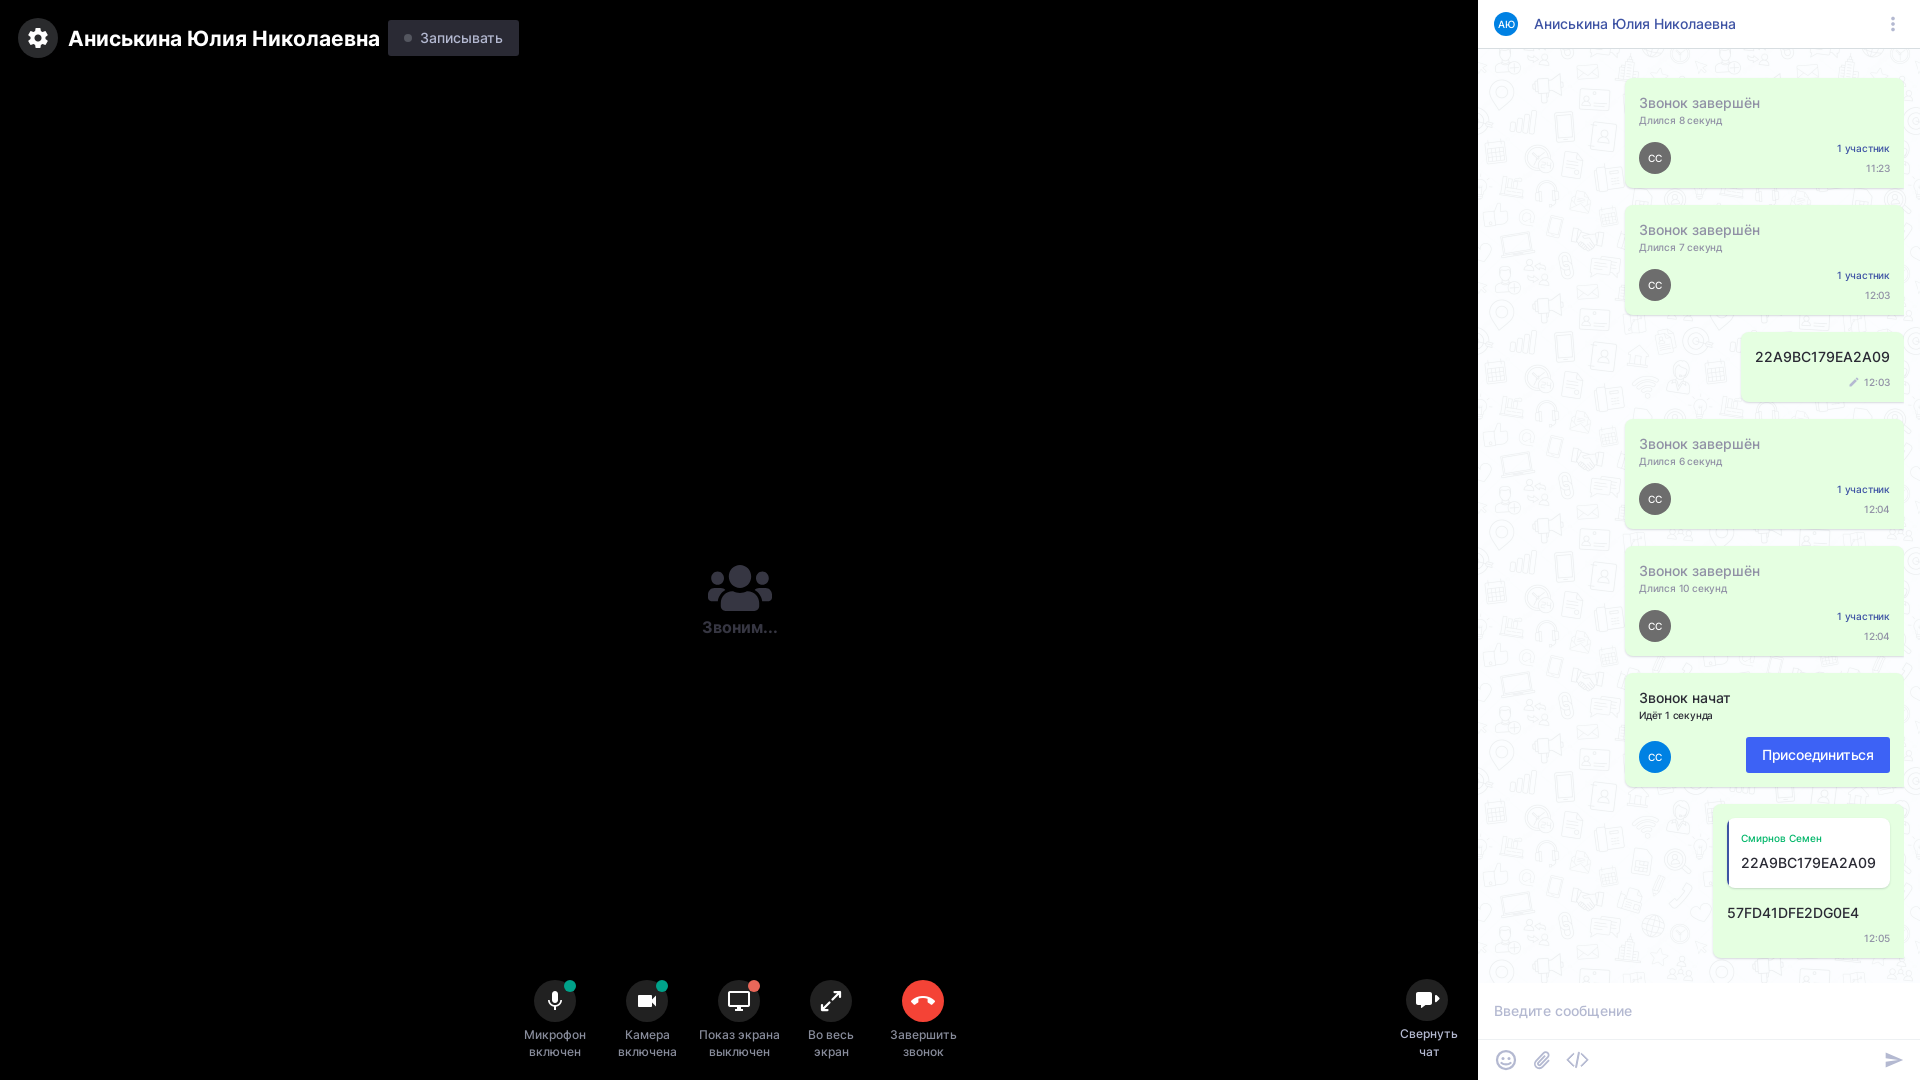 Аниськина Юлия Николаевна
Записывать
Звоним...
Микрофон включен
Камера включена
Показ экрана выключен
Во весь экран
Завершить звонок
Свернуть чат
АЮ
Аниськина Юлия Николаевна
Звонок завершён
Длился 8 секунд
СС
1 участник
11:23
Звонок завершён
Длился 7 секунд
СС
1 участник
12:03
22A9BC179EA2A09
12:03
Звонок завершён
Длился 6 секунд
СС
1 участник
12:04
Звонок завершён
Длился 10 секунд
СС
1 участник
12:04
Звонок начат
Идёт 1 секунда
СС
Присоединиться
Смирнов Семен
22A9BC179EA2A09
57FD41DFE2DG0E4
12:05
Введите сообщение